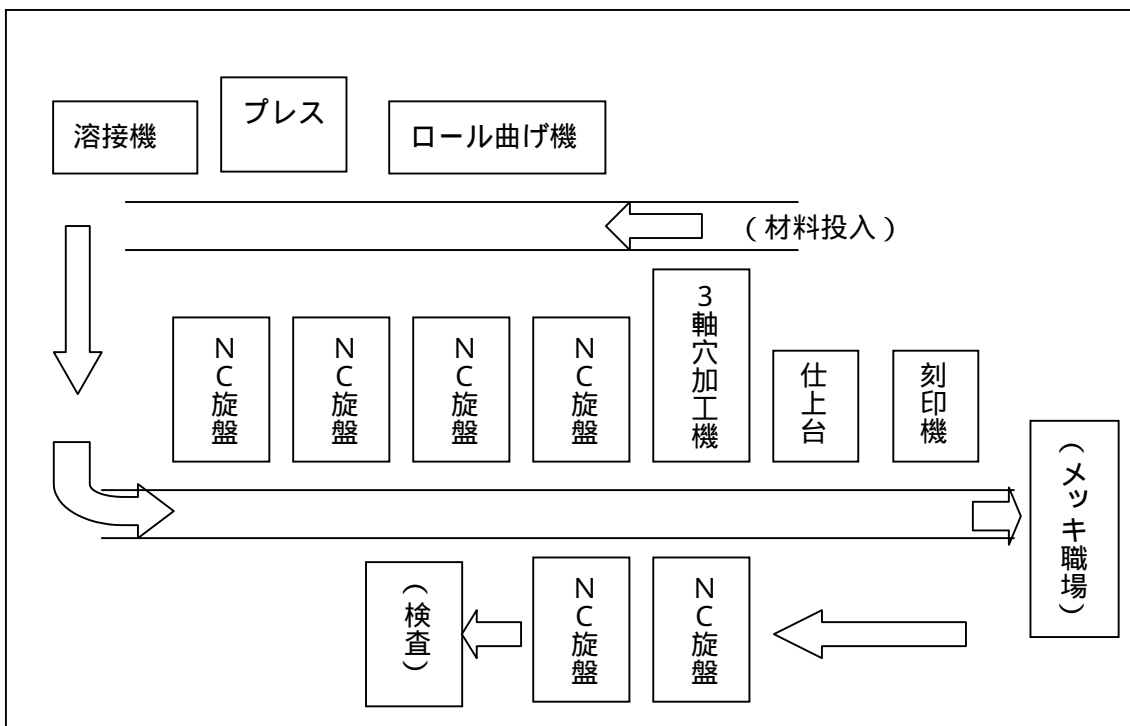 溶接機
プレス
ロール曲げ機
(材料投入)
NC旋盤
NC旋盤
NC旋盤
NC旋盤
3軸穴加工機
仕上台
刻印機
(メッキ職場)
(検査)
NC旋盤
NC旋盤